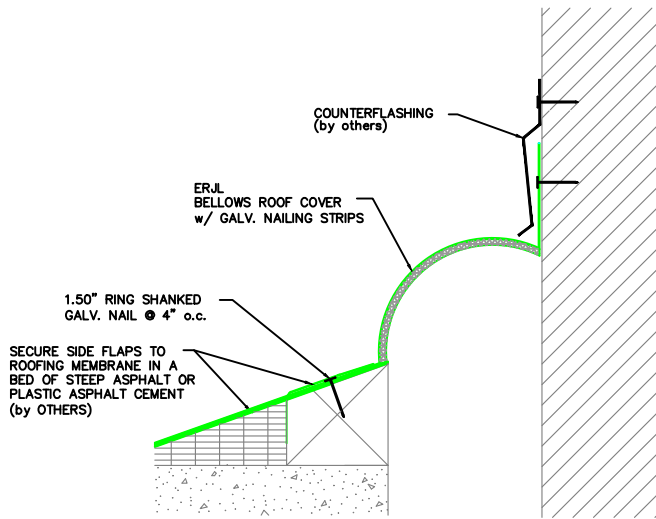 COUNTERFLASHING
(by others)
ERJL
BELLOWS ROOF COVER
w/ GALV. NAILING STRIPS
1.50" RING SHANKED
GALV. NAIL @ 4" o.c.
SECURE SIDE FLAPS TO
ROOFING MEMBRANE IN A
BED OF STEEP ASPHALT OR
PLASTIC ASPHALT CEMENT
(by OTHERS)